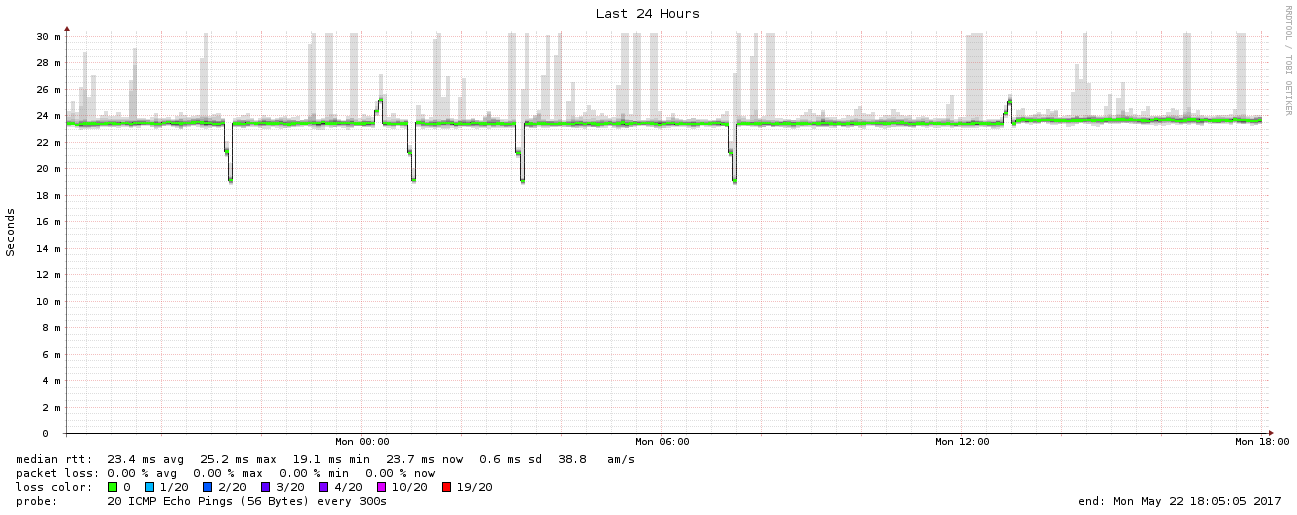 Last 24 Hours
RRDTOOL / TOBI OETIKER
Seconds
30 m
28 m
26 m
24 m
22 m
20 m
18 m
16 m
14 m
12 m
10 m
8 m
6 m
4 m
2 m
0
Mon 00:00 Mon 06:00 Mon 12:00 Mon 18:00
median rtt: 23.4 ms avg 25.2 ms max 19.1 ms min 23.7 ms now 0.6 ms sd 38.8 am/s
packet loss: 0.00 % avg 0.00 % max 0.00 % min 0.00 % now
loss color: 0 1/20 2/20 3/20 4/20 10/20 19/20
probe: 20 ICMP Echo Pings (56 Bytes) every 300s end: Mon May 22 18:05:05 2017